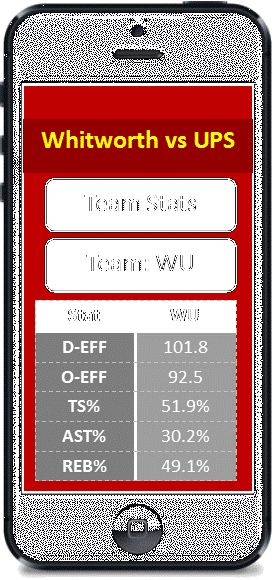 Whitworth vs UPS
Team Stats
Team: WU
Stat WU
D-EFF 101.8
O-EFF 92.5
TS% 51.9%
AST% 30.2%
REB% 49.1%